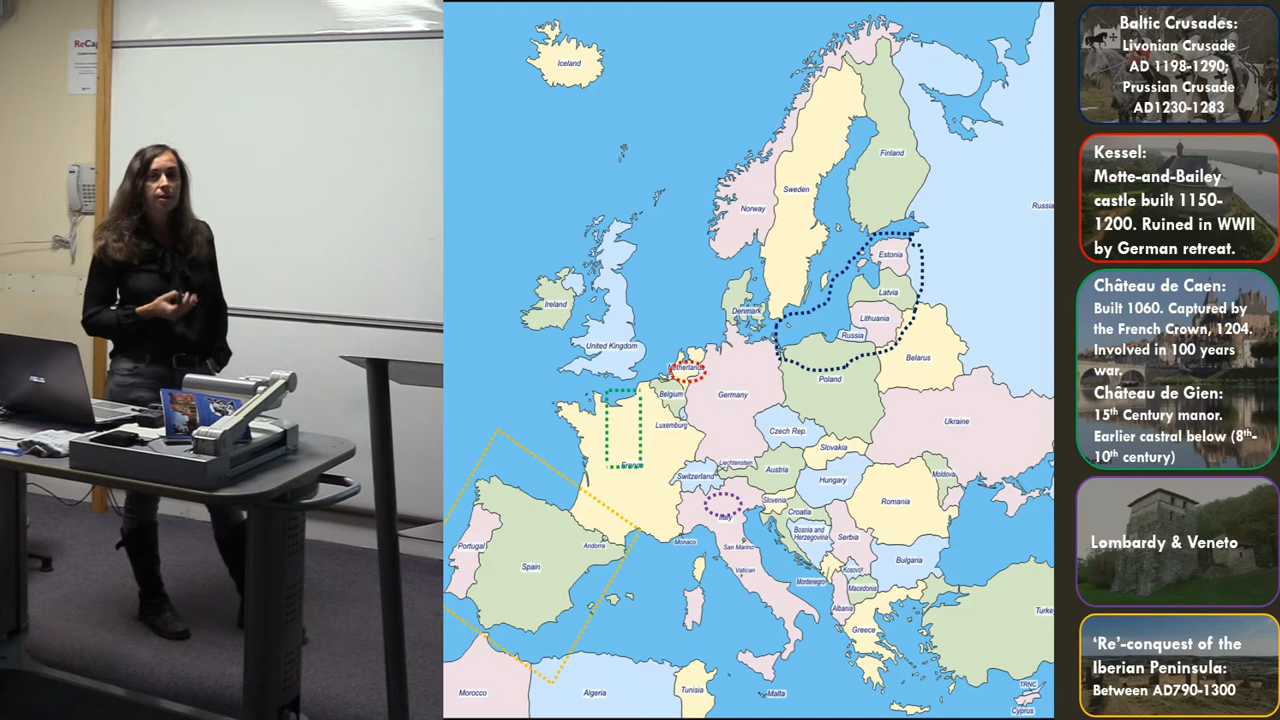 ReCap
ASUS
Iceland
Finland
Russia
Sweden
Norway
Estonia
Latvia
Denmark
Lithuania
Russia
Ireland
United Kingdom
Belarus
Netherlands
Poland
Belgium
Germany
Luxemburg
Ukraine
Czech Rep.
Slovakia
France
Liechtenstein
Austria
Switzerland
Moldova
Hungary
Slovenia
Romania
Croatia
Italy
Bosnia and
Herzegovina
Serbia
Monaco
San Marino
Portugal
Andorra
Spain
Bulgaria
Vatican
Kosovo
Montenegro
Macedonia
Albania
Turkey
Greece
Morocco
Algeria
Tunisia
Malta
TRNC
Cyprus
Baltic Crusades:
Livonian Crusade
AD 1198-1290;
Prussian Crusade
AD1230-1283
Kessel:
Motte-and-Bailey
castle built 1150-
1200. Ruined in WWII
by German retreat.
Château de Caen:
Built 1060. Captured by
the French Crown, 1204.
Involved in 100 years
war.
Château de Gien:
15th Century manor.
Earlier castral below (8th-
10th century)
Lombardy & Veneto
‘Re’-conquest of the
Iberian Peninsula:
Between AD790-1300